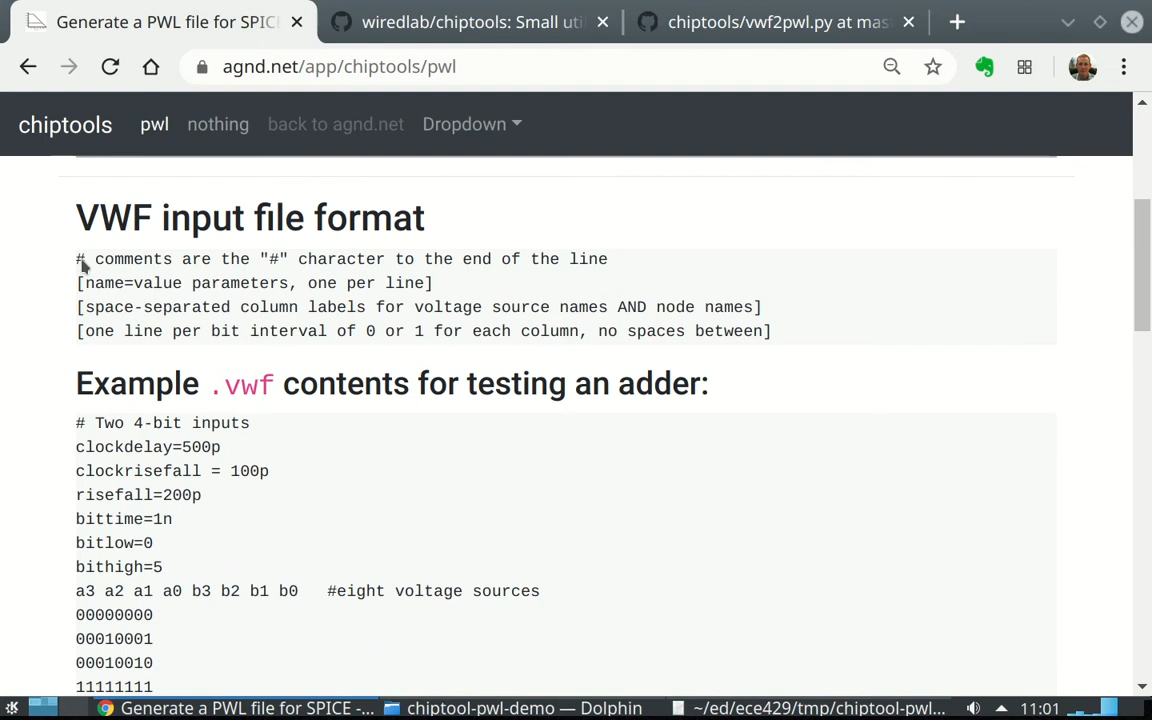 Generate a PWL file for SPICE
wiredlab/chiptools: Small uti
chiptools/vwf2pwl.py at mas
agnd.net/app/chiptools/pwl
chiptools pwl nothing back to agnd.net Dropdown
VWF input file format
# comments are the "#" character to the end of the line
[name=value parameters, one per line]
[space-separated column labels for voltage source names AND node names]
[one line per bit interval of 0 or 1 for each column, no spaces between]
Example .vwf contents for testing an adder:
# Two 4-bit inputs
clockdelay=500p
clockrisefall = 100p
risefall=200p
bittime=1n
bitlow=0
bithigh=5
a3 a2 a1 a0 b3 b2 b1 b0   #eight voltage sources
00000000
00010001
00010010
11111111
Generate a PWL file for SPICE -... chiptool-pwl-demo — Dolphin ~/ed/ece429/tmp/chiptool-pwl... 11:01